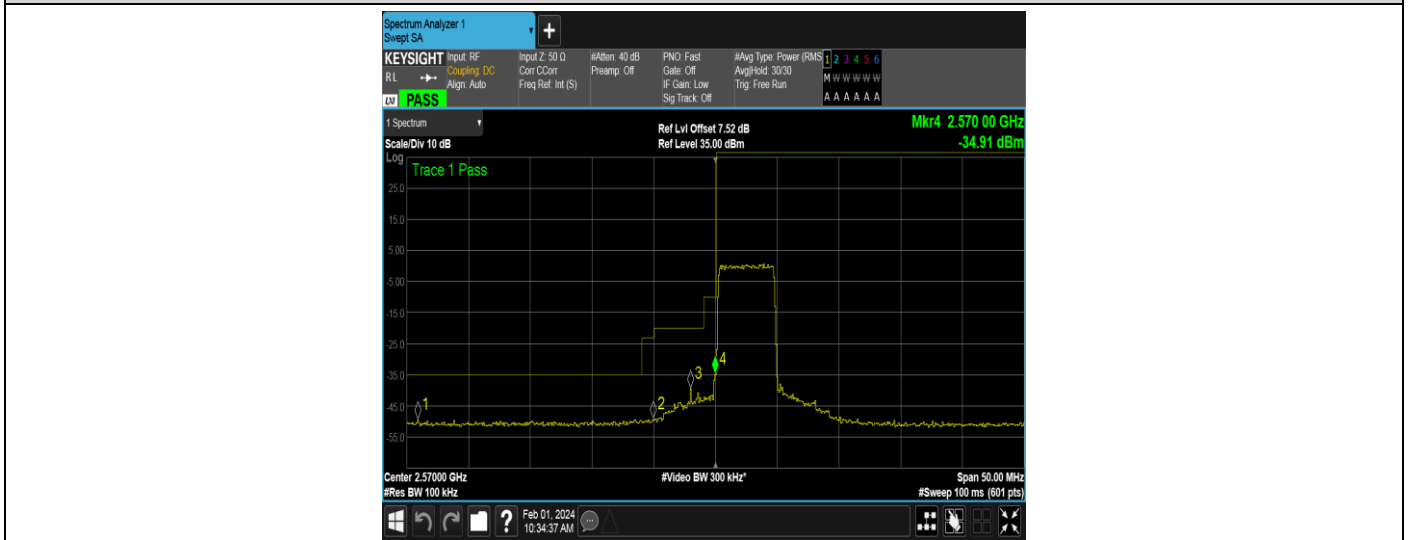 Spectrum Analyzer 1
Swept SA
+
KEYSIGHT
RL
LXI PASS
Input: RF
Coupling: DC
Align: Auto
Input Z: 50 Ω
Corr CCorr
Freq Ref: Int (S)
#Atten: 40 dB
Preamp: Off
PNO: Fast
Gate: Off
IF Gain: Low
Sig Track: Off
#Avg Type: Power (RMS
Avg|Hold: 30/30
Trig: Free Run
1 2 3 4 5 6
M W W W W W
A A A A A A
1 Spectrum
Scale/Div 10 dB
Ref Lvl Offset 7.52 dB
Ref Level 35.00 dBm
Mkr4 2.570 00 GHz
-34.91 dBm
Log
Trace 1 Pass
25.0
15.0
5.00
-5.00
-15.0
-25.0
-35.0
-45.0
-55.0
1
2
3
4
Center 2.57000 GHz
#Video BW 300 kHz*
Span 50.00 MHz
#Res BW 100 kHz
#Sweep 100 ms (601 pts)
?
Feb 01, 2024
10:34:37 AM